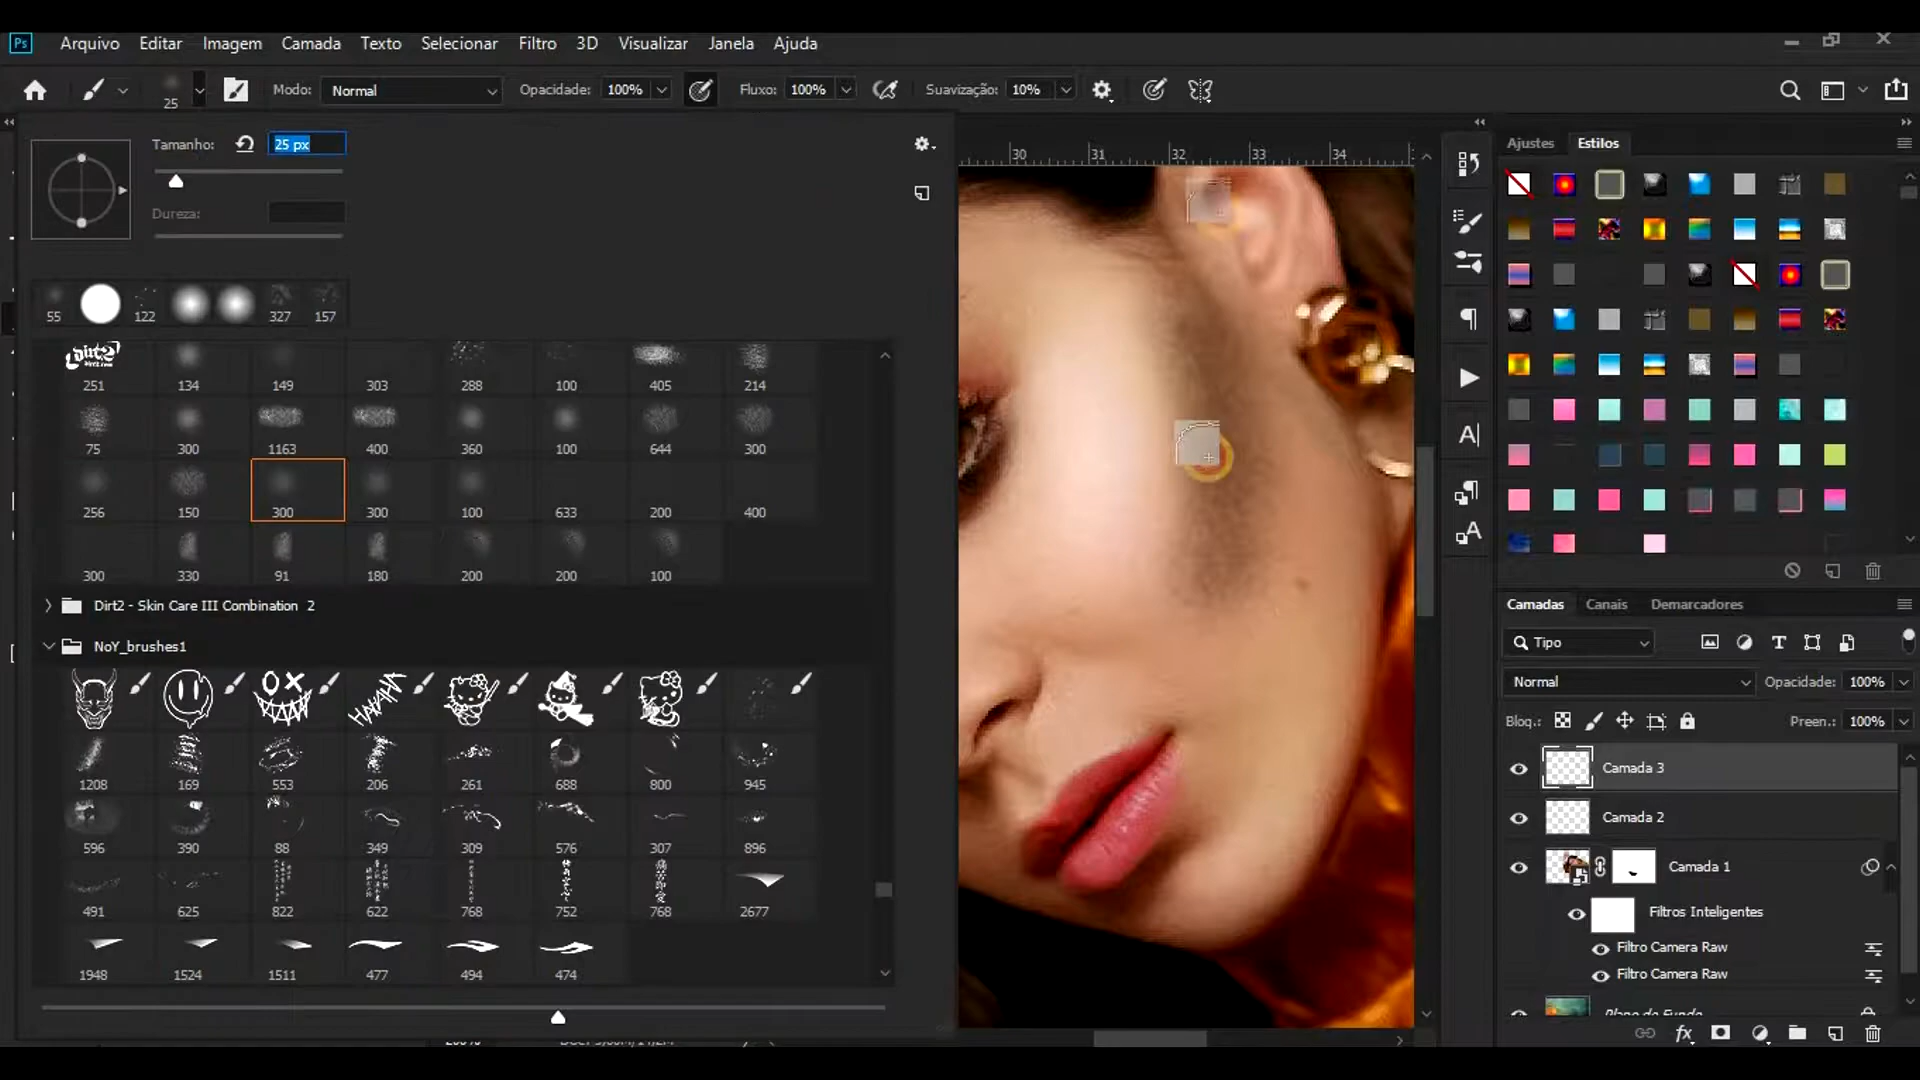 Ps Arquivo Editar Imagem Camada Texto Selecionar Filtro 3D Visualizar Janela Ajuda
25 Modo: Normal Opacidade: 100% Fluxo: 100% Suavização: 10%
Tamanho: 25 px
Dureza:
30 31 32 33 34
Ajustes Estilos
55 122 327 157
Dirt2
251 134 149 303 288 100 405 214
75 300 1163 400 360 100 644 300
256 150 300 300 100 633 200 400
300 330 91 180 200 200 100
Dirt2 - Skin Care III Combination 2
NoY_brushes1
HAHAHA
1208 169 553 206 261 688 800 945
596 390 88 349 309 576 307 896
491 625 822 622 768 752 768 2677
1948 1524 1511 477 494 474
Camadas Canais Demarcadores
Tipo
Normal Opacidade: 100%
Bloq.: Preen.: 100%
Camada 3
Camada 2
Camada 1
Filtros Inteligentes
Filtro Camera Raw
Filtro Camera Raw
Plano de Fundo